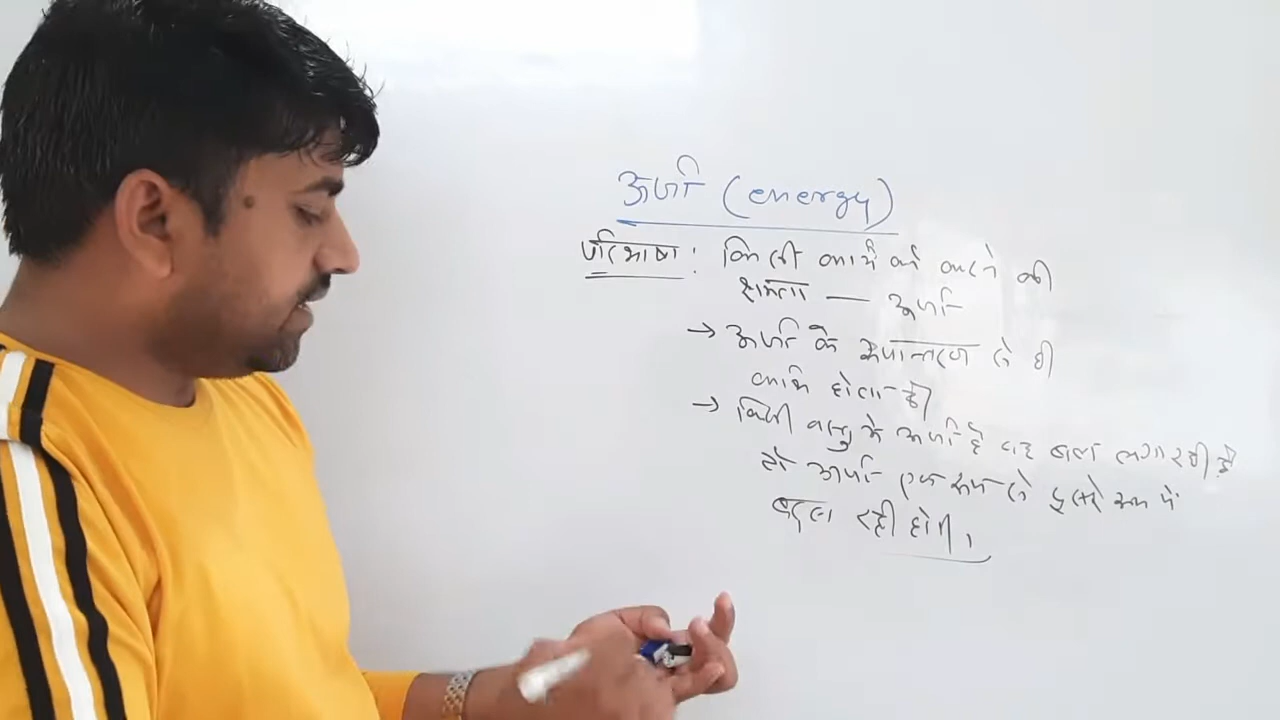 ऊर्जा (energy)
परिभाषा : किसी कार्य को करने की
क्षमता — ऊर्जा
→ ऊर्जा के रूपान्तरण से ही
कार्य होता है।
→ किसी वस्तु में ऊर्जा है वह बल लगा रही है
तो ऊर्जा एक रूप से दूसरे रूप में
बदल रही होगी।